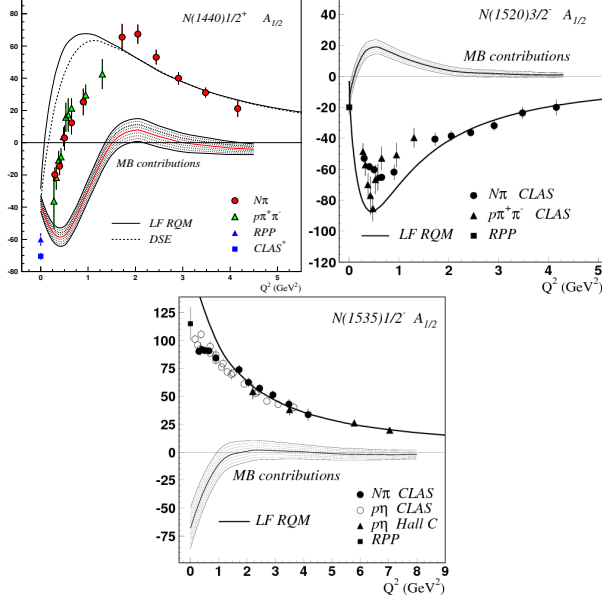 N(1440)1/2⁺ A₁/₂
80
60
40
20
0
-20
-40
-60
-80
MB contributions
Nπ
pπ⁺π⁻
RPP
CLAS*
LF RQM
DSE
0 1 2 3 4 5
Q² (GeV²)
N(1520)3/2⁻ A₁/₂
40
20
0
-20
-40
-60
-80
-100
-120
MB contributions
Nπ CLAS
pπ⁺π⁻ CLAS
RPP
LF RQM
0 1 2 3 4 5
Q² (GeV²)
N(1535)1/2⁻ A₁/₂
125
100
75
50
25
0
-25
-50
-75
MB contributions
Nπ CLAS
pη CLAS
pη Hall C
RPP
LF RQM
0 1 2 3 4 5 6 7 8 9
Q² (GeV²)